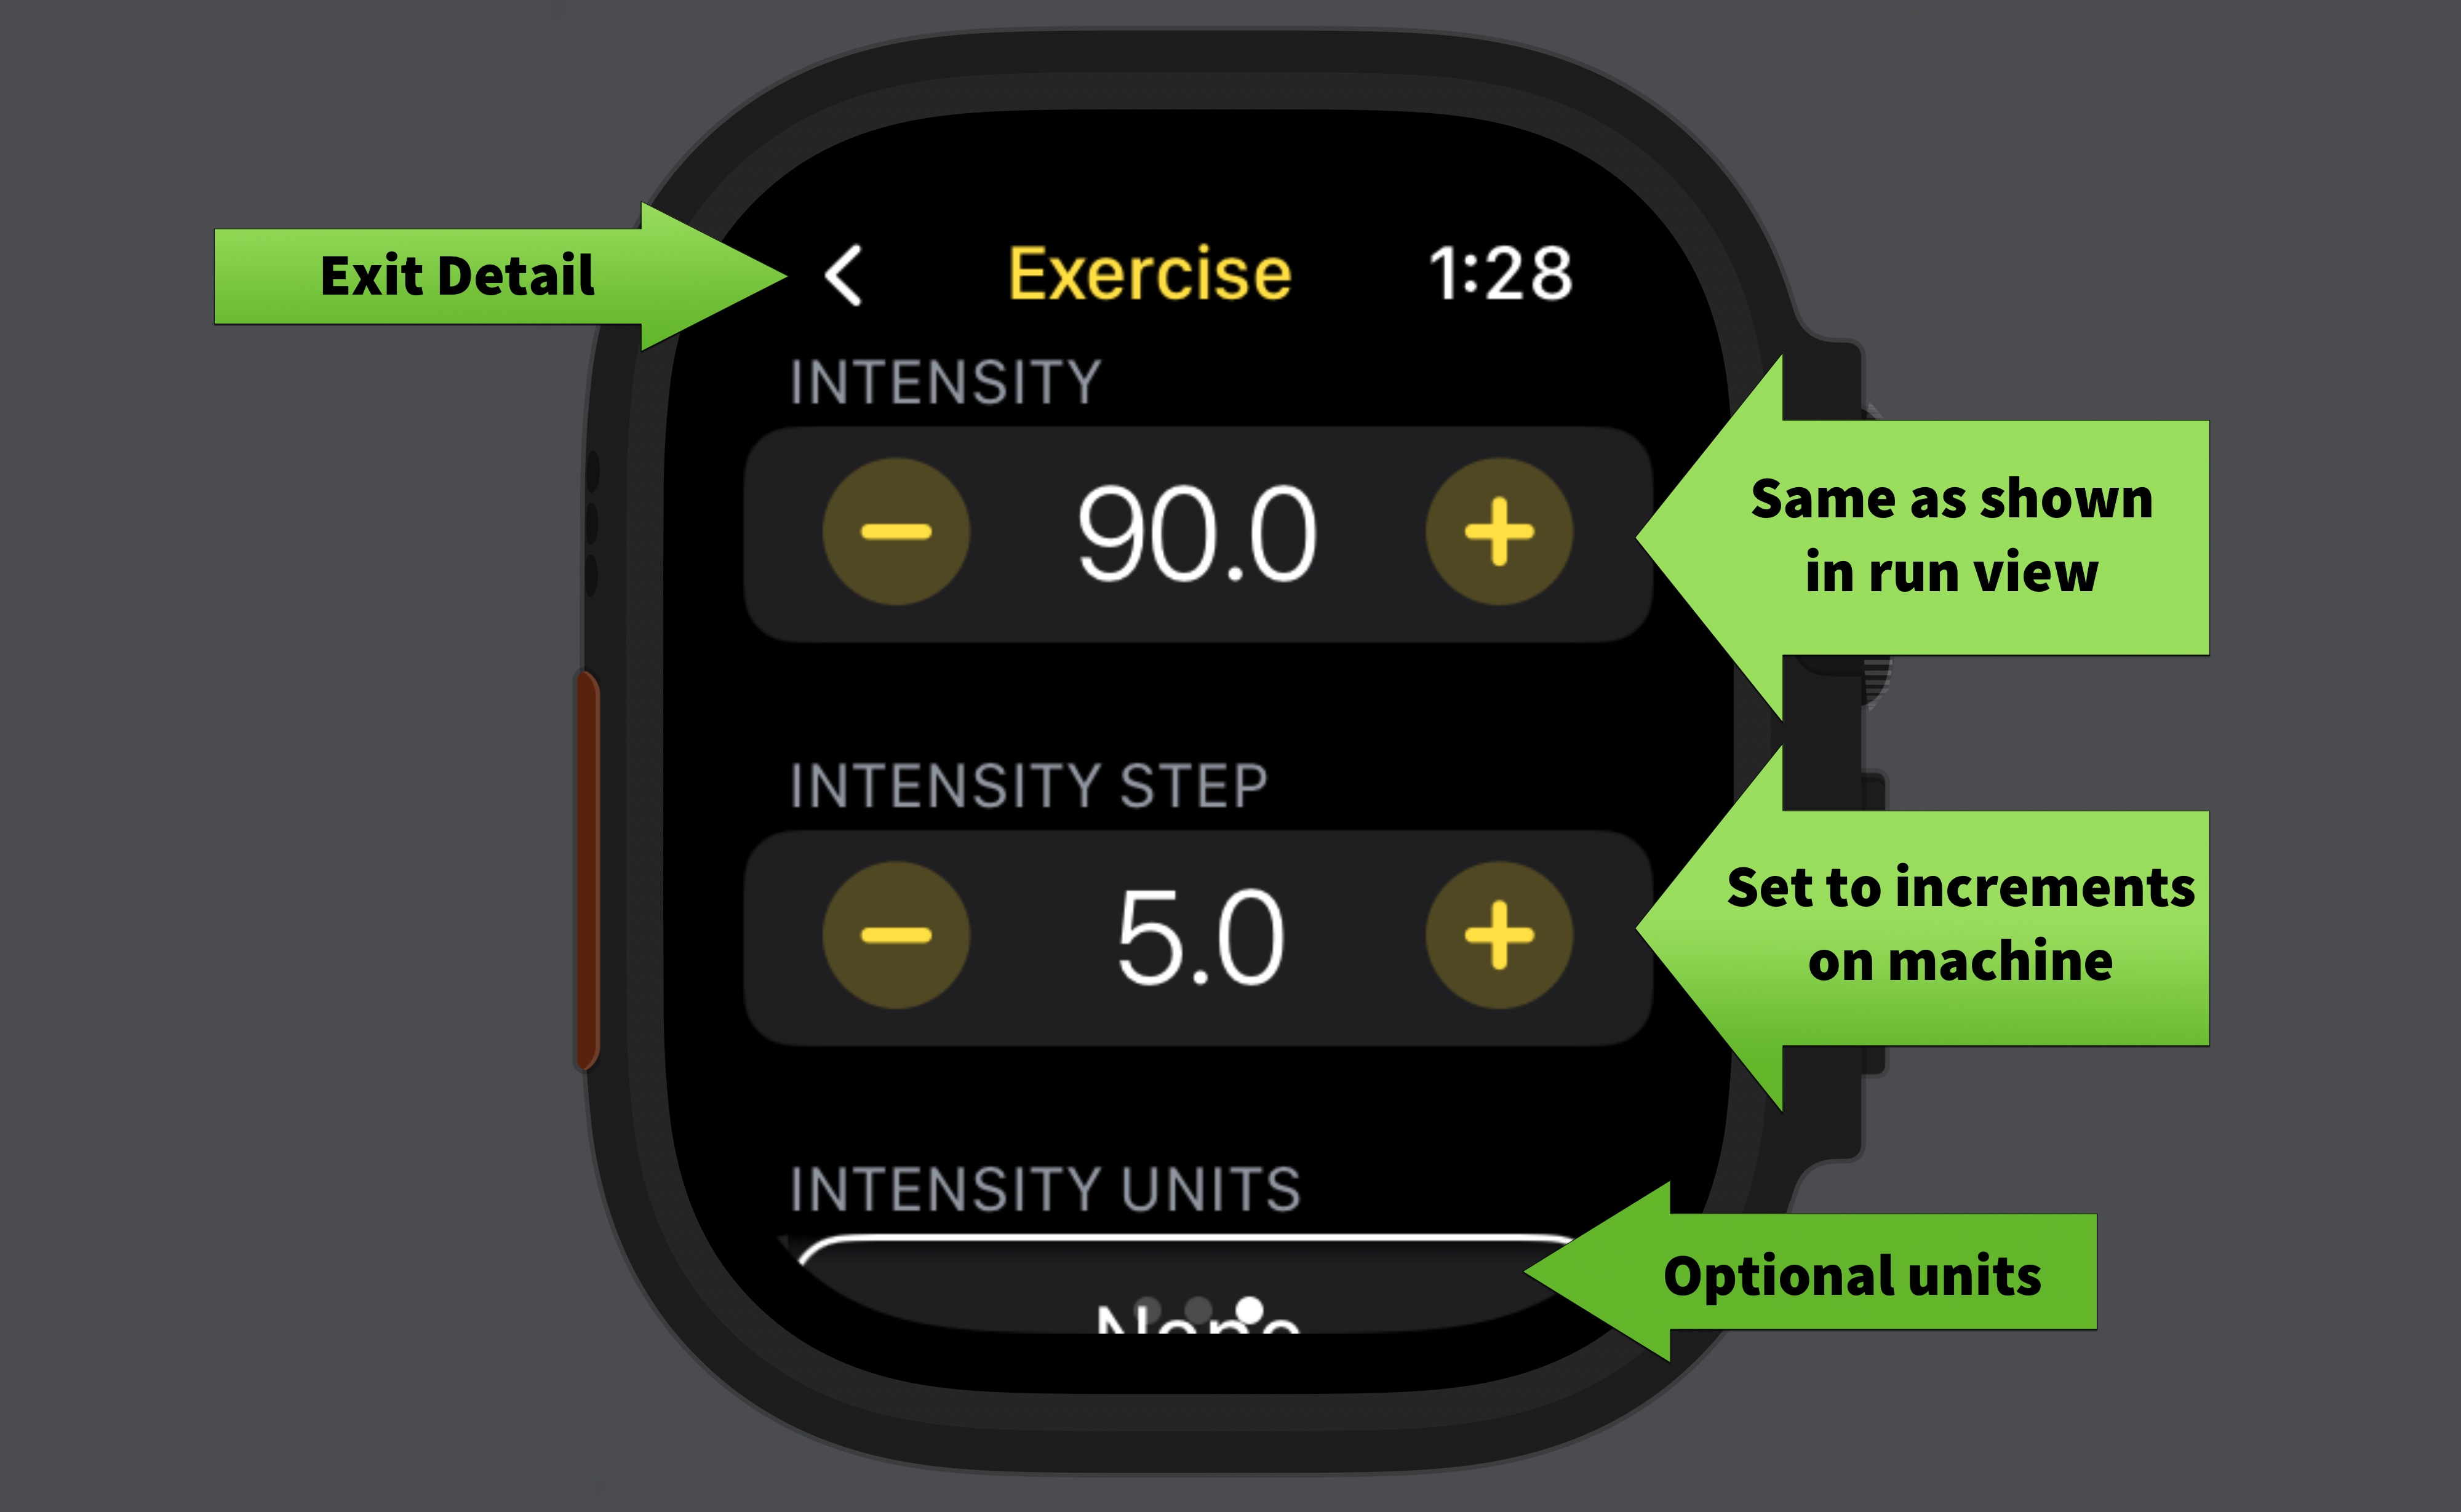 Exit Detail
Exercise
1:28
INTENSITY
90.0
Same as shown
in run view
INTENSITY STEP
5.0
Set to increments
on machine
INTENSITY UNITS
Optional units
None